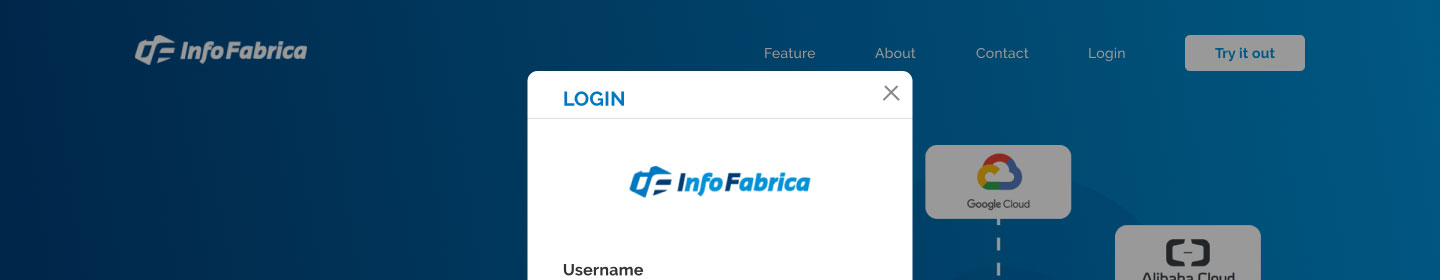 InfoFabrica
Feature
About
Contact
Login
Try it out
LOGIN
InfoFabrica
Google Cloud
Username
Alibaba Cloud